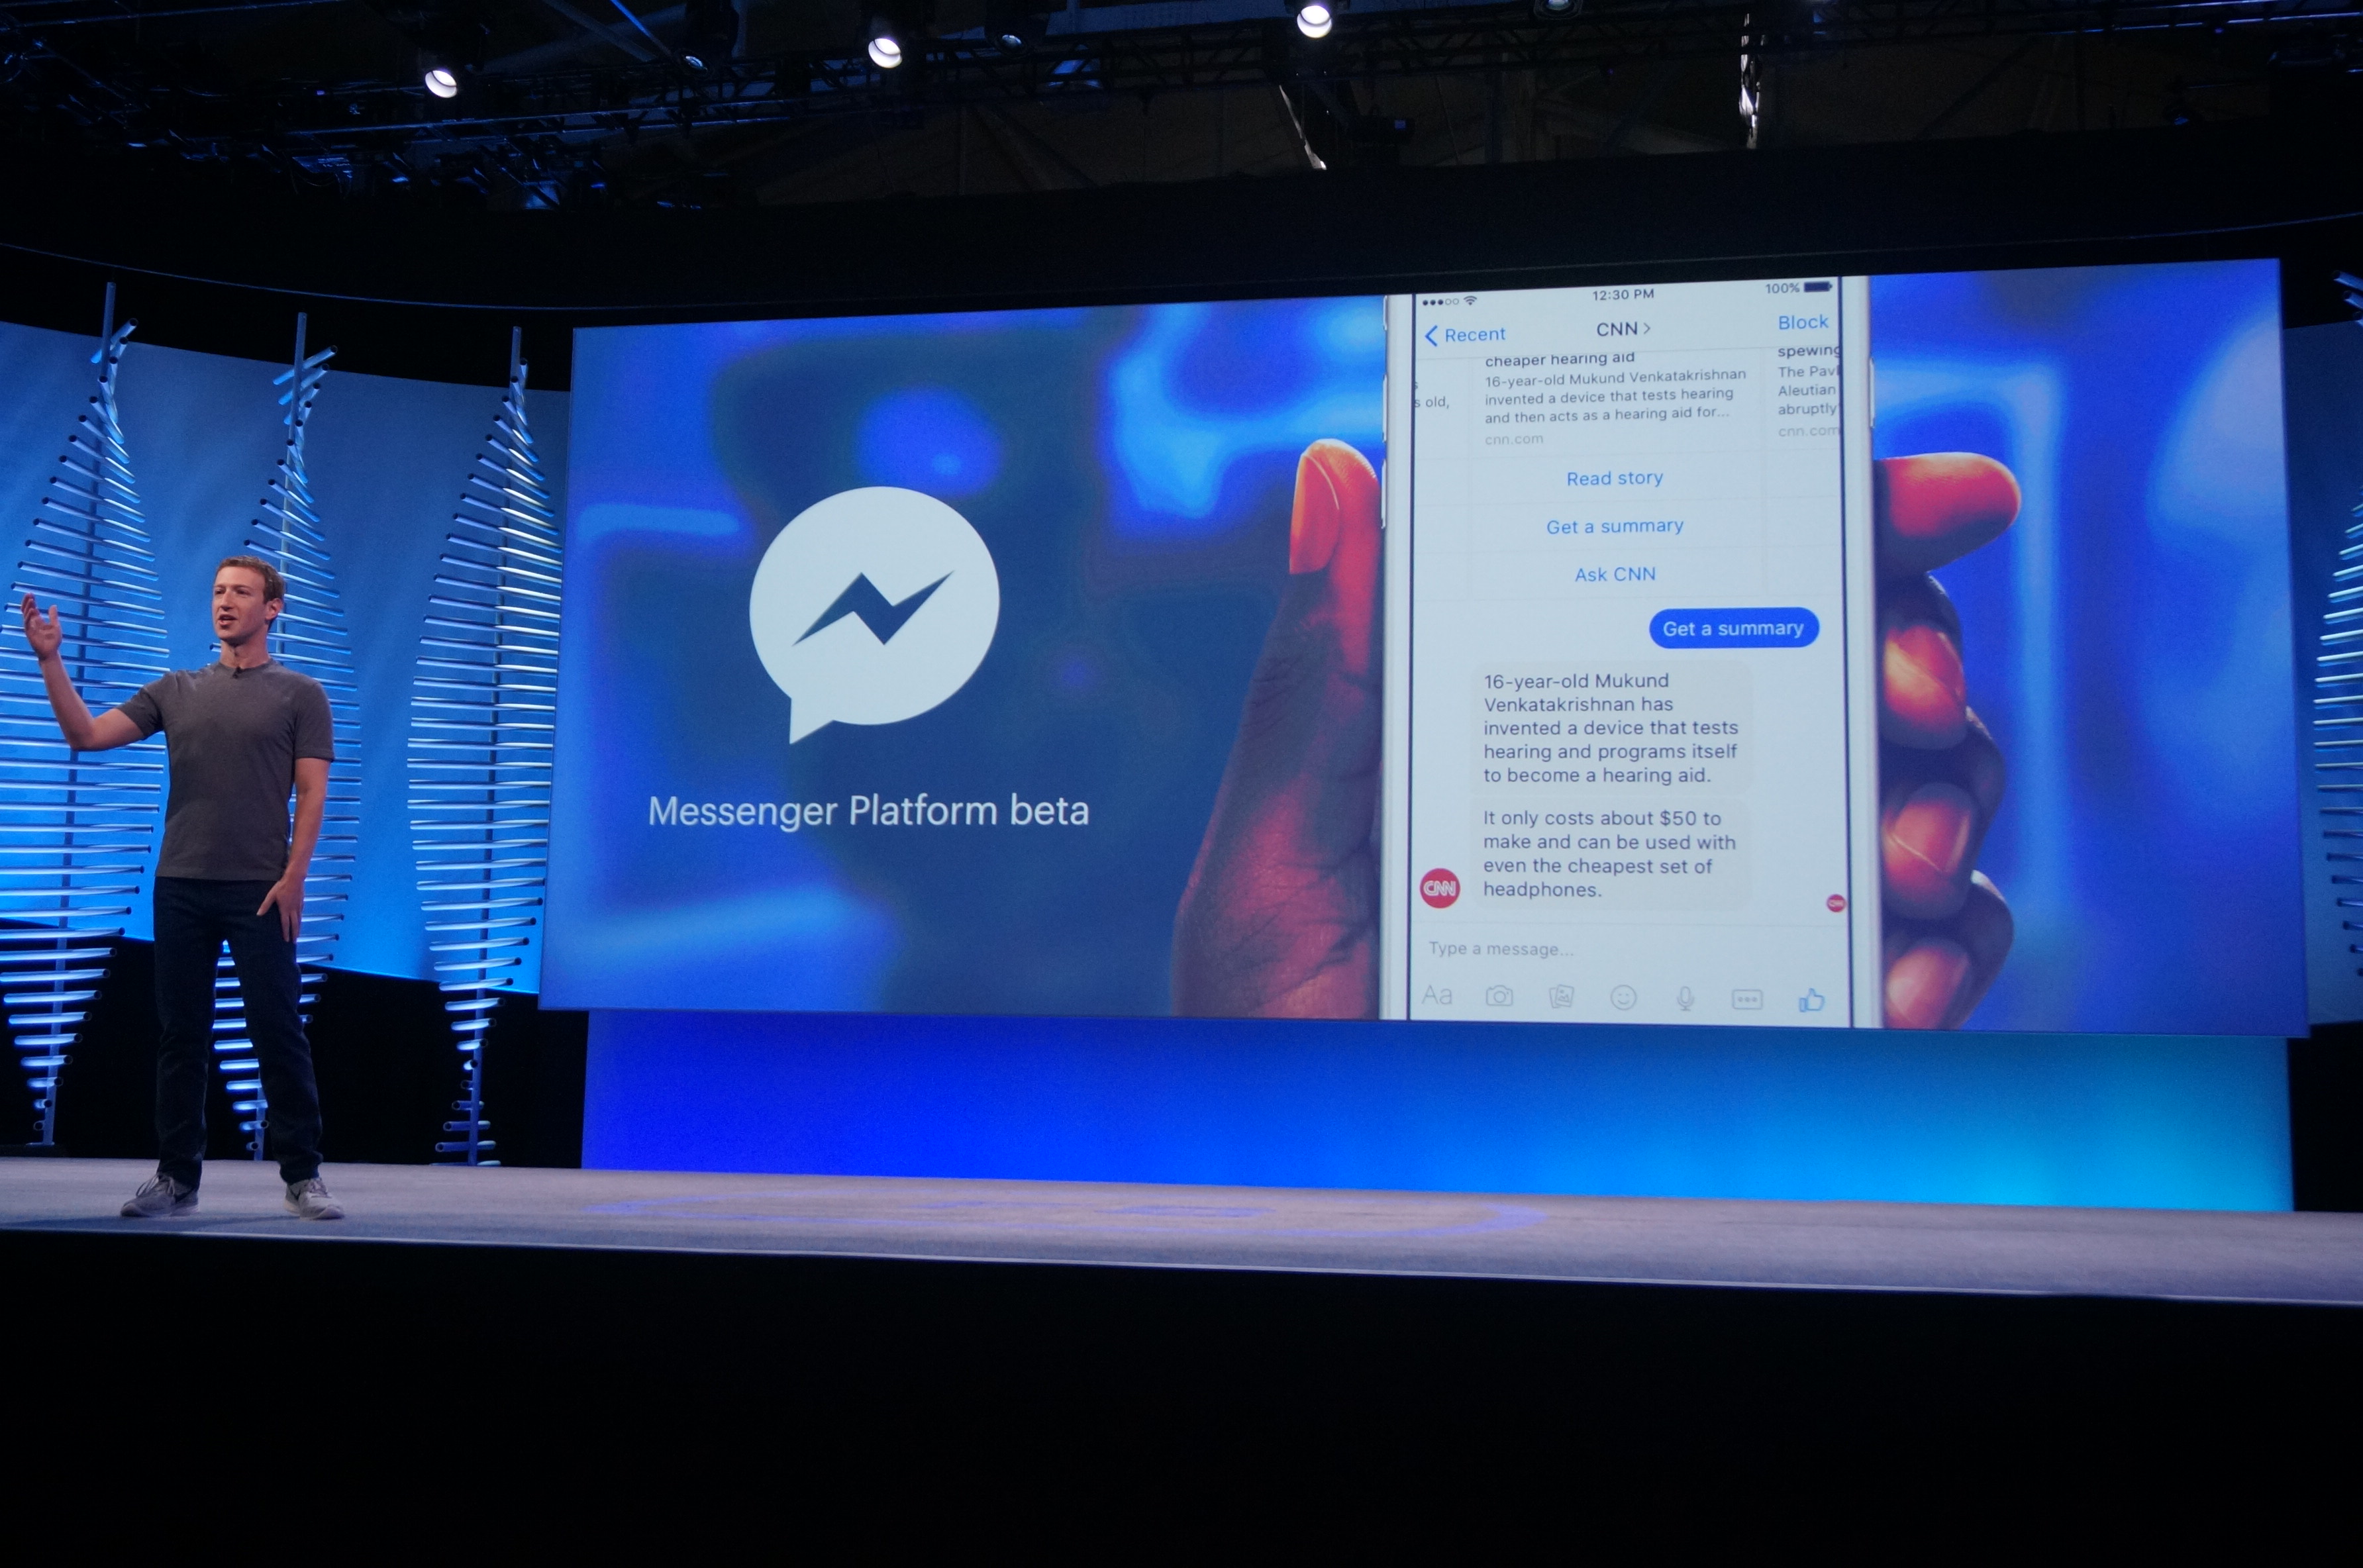 Messenger Platform beta
12:30 PM
100%
Recent
CNN
Block
cheaper hearing aid
16-year-old Mukund Venkatakrishnan
invented a device that tests hearing
and then acts as a hearing aid for...
cnn.com
s old,
spewing
The Pavl
Aleutian
abruptly
cnn.com
Read story
Get a summary
Ask CNN
Get a summary
16-year-old Mukund
Venkatakrishnan has
invented a device that tests
hearing and programs itself
to become a hearing aid.
It only costs about $50 to
make and can be used with
even the cheapest set of
headphones.
CNN
Type a message...
Aa